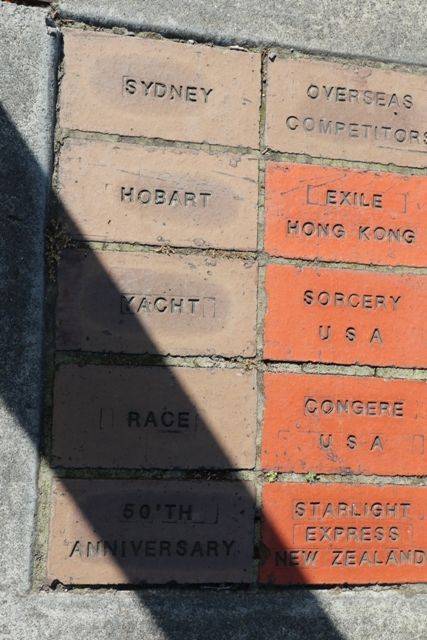 SYDNEY
HOBART
YACHT
RACE
50'TH
ANNIVERSARY
OVERSEAS
COMPETITORS
EXILE
HONG KONG
SORCERY
U S A
CONGERE
U S A
STARLIGHT
EXPRESS
NEW ZEALAND